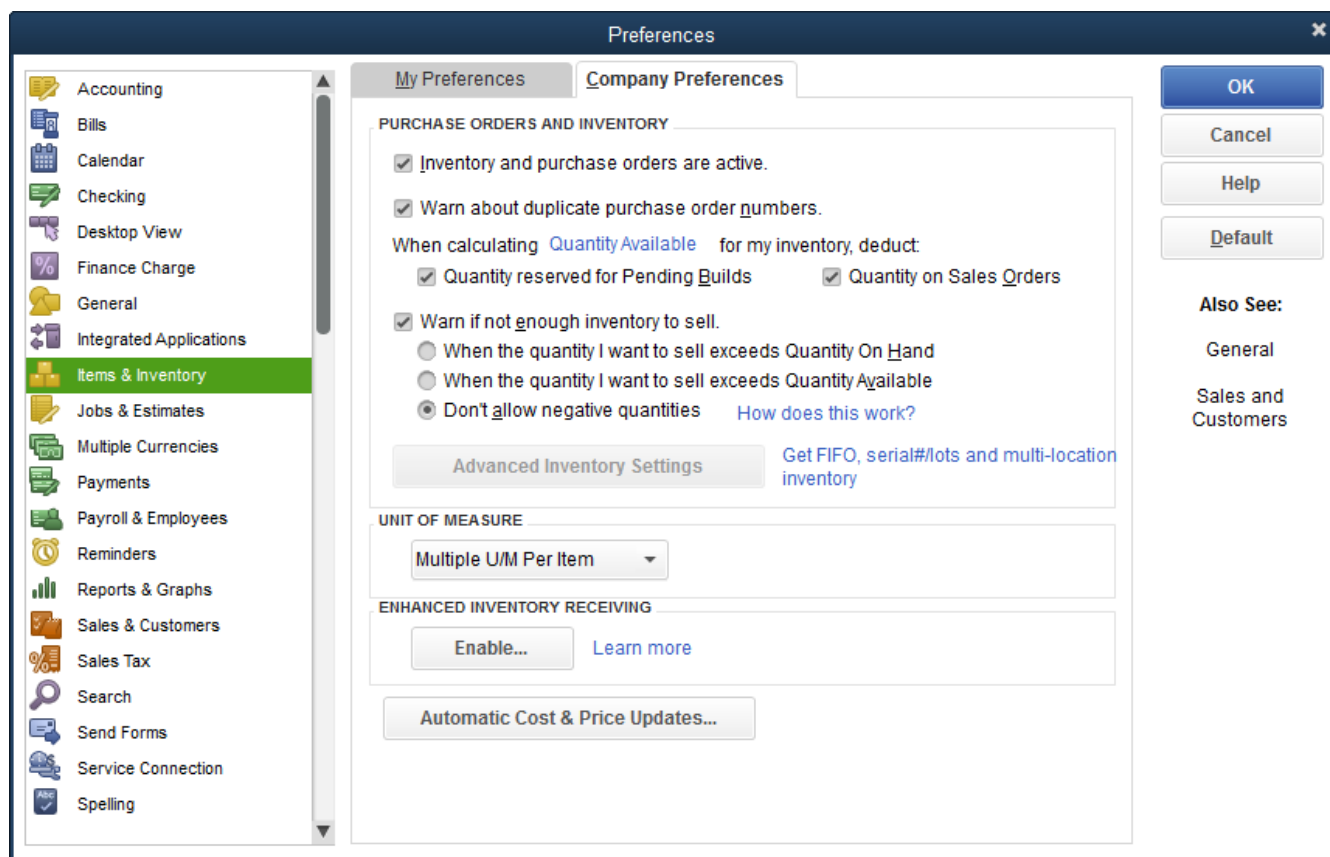 Preferences
Accounting
Bills
Calendar
Checking
Desktop View
Finance Charge
General
Integrated Applications
Items & Inventory
Jobs & Estimates
Multiple Currencies
Payments
Payroll & Employees
Reminders
Reports & Graphs
Sales & Customers
Sales Tax
Search
Send Forms
Service Connection
Abc
Spelling
My Preferences
Company Preferences
PURCHASE ORDERS AND INVENTORY
Inventory and purchase orders are active.
Warn about duplicate purchase order numbers.
When calculating Quantity Available for my inventory, deduct:
Quantity reserved for Pending Builds Quantity on Sales Orders
Warn if not enough inventory to sell.
When the quantity I want to sell exceeds Quantity On Hand
When the quantity I want to sell exceeds Quantity Available
Don't allow negative quantities How does this work?
Advanced Inventory Settings
Get FIFO, serial#/lots and multi-location
inventory
UNIT OF MEASURE
Multiple U/M Per Item
ENHANCED INVENTORY RECEIVING
Enable... Learn more
Automatic Cost & Price Updates...
OK
Cancel
Help
Default
Also See:
General
Sales and
Customers